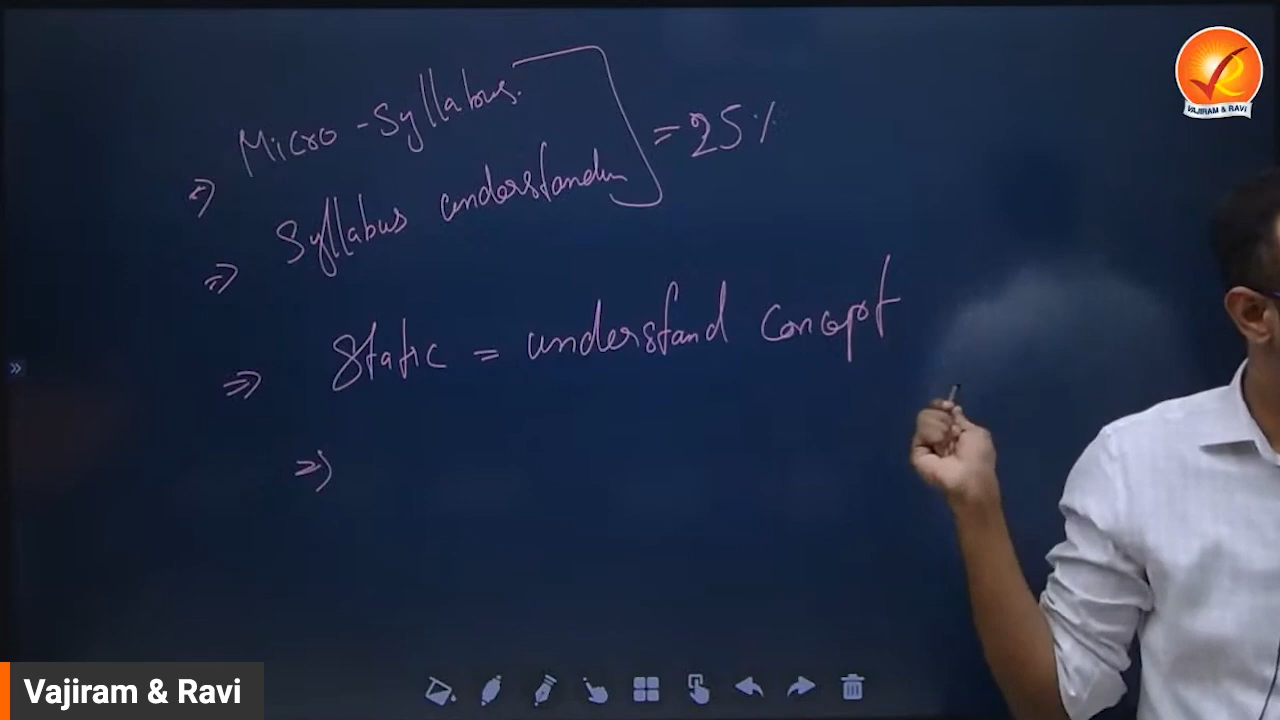 ⇒ Micro-Syllabus.
⇒ Syllabus understandin
= 25%
⇒ Static = understand concept
⇒
VAJIRAM & RAVI
Vajiram & Ravi